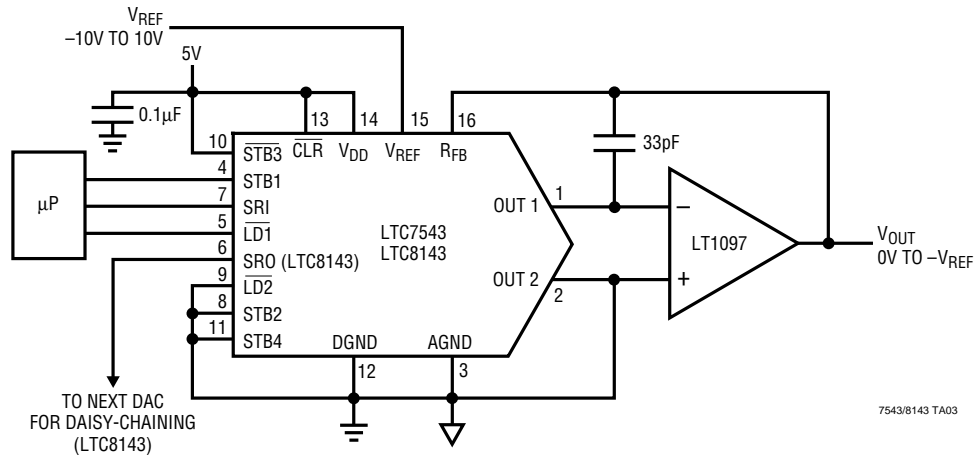 VREF
–10V TO 10V
5V
0.1µF
13 14 15 16
33pF
10 STB3 CLR VDD VREF RFB
4 STB1
µP
7 SRI
5 LD1
6 SRO (LTC8143)
9 LD2
8 STB2
11 STB4
LTC7543
LTC8143
OUT 1 1
OUT 2 2
DGND AGND
12 3
–
+
LT1097
VOUT
0V TO –VREF
TO NEXT DAC
FOR DAISY-CHAINING
(LTC8143)
7543/8143 TA03